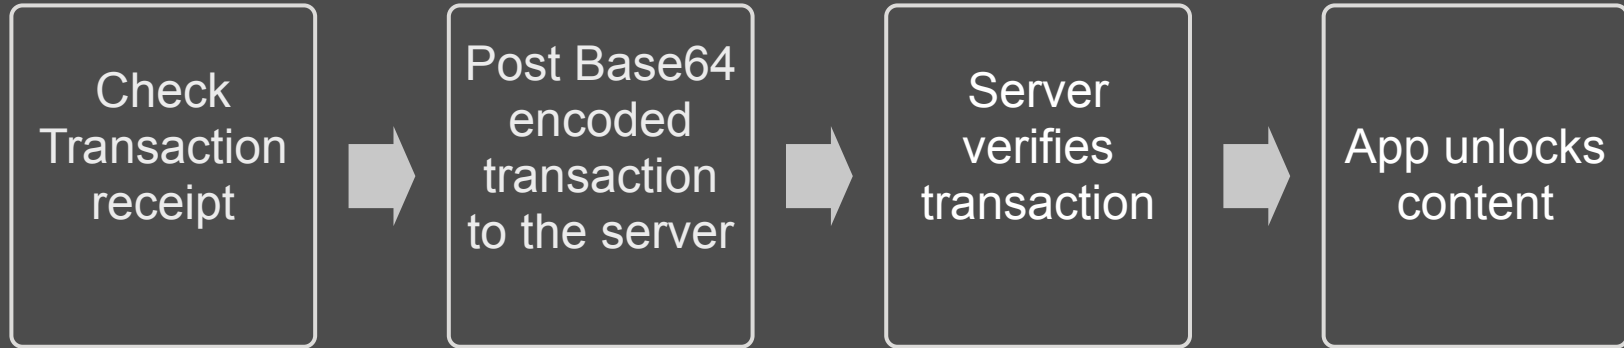 Check
Transaction
receipt
Post Base64
encoded
transaction
to the server
Server
verifies
transaction
App unlocks
content